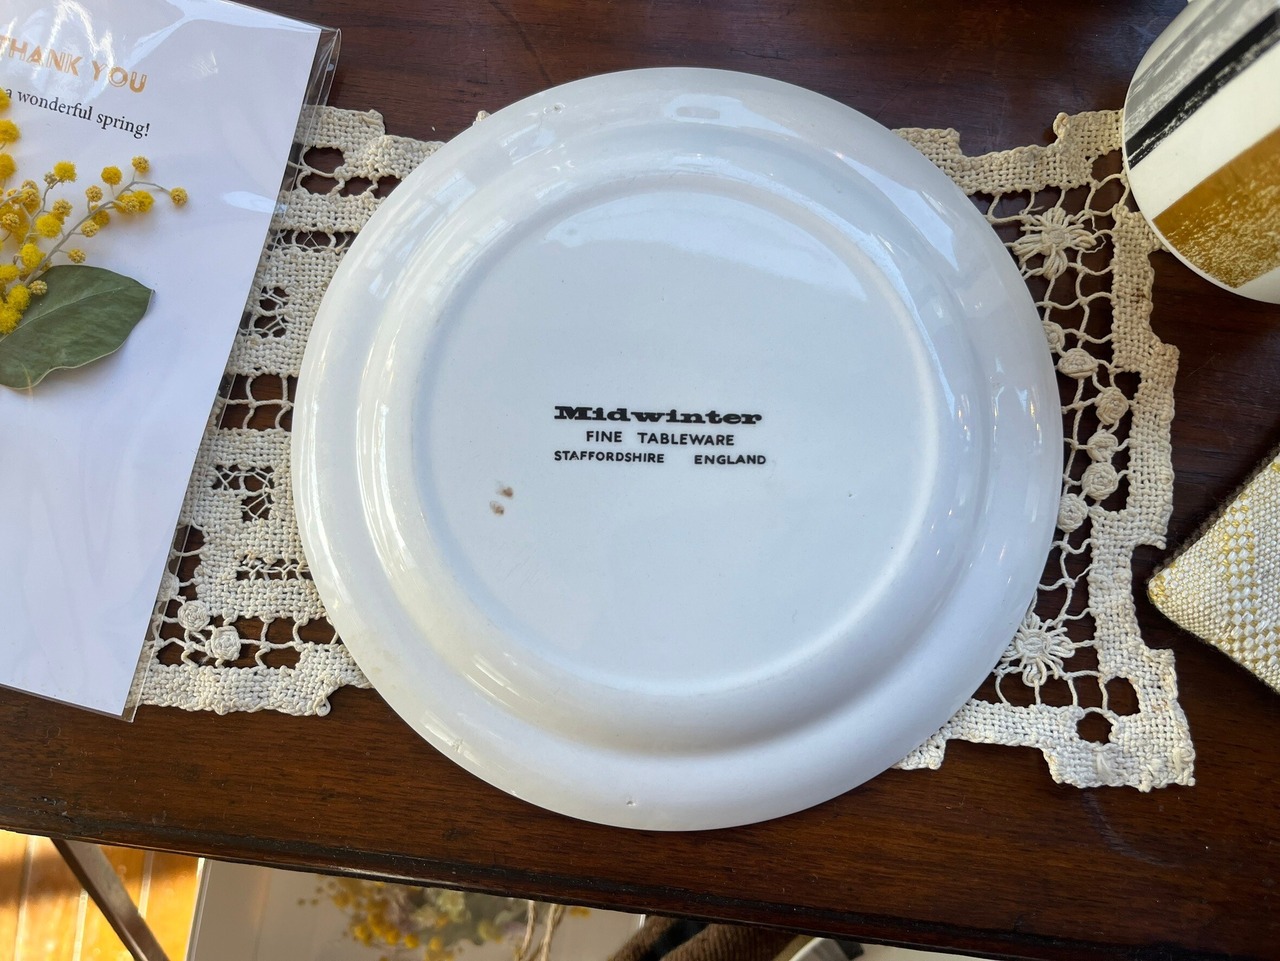 THANK YOU
a wonderful spring!
Midwinter
FINE TABLEWARE
STAFFORDSHIRE ENGLAND